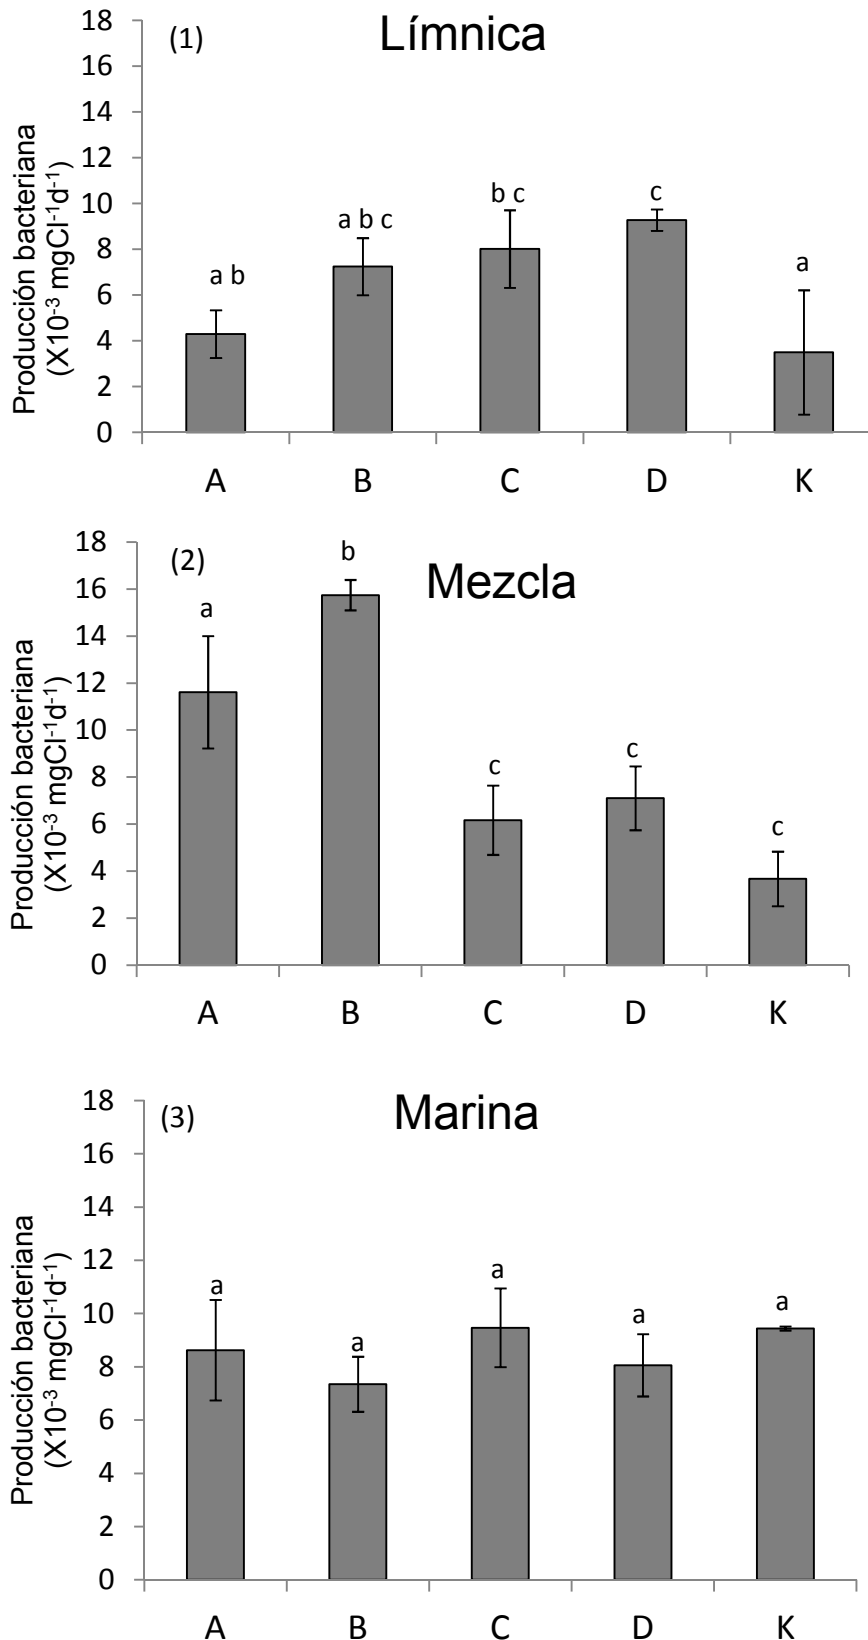 (1) Límnica
Producción bacteriana
(X10⁻³ mgCl⁻¹d⁻¹)
18
16
14
12
10
8
6
4
2
0
a b
a b c
b c
c
a
A B C D K
(2) Mezcla
Producción bacteriana
(X10⁻³ mgCl⁻¹d⁻¹)
18
16
14
12
10
8
6
4
2
0
a
b
c
c
c
A B C D K
(3) Marina
Producción bacteriana
(X10⁻³ mgCl⁻¹d⁻¹)
18
16
14
12
10
8
6
4
2
0
a
a
a
a
a
A B C D K